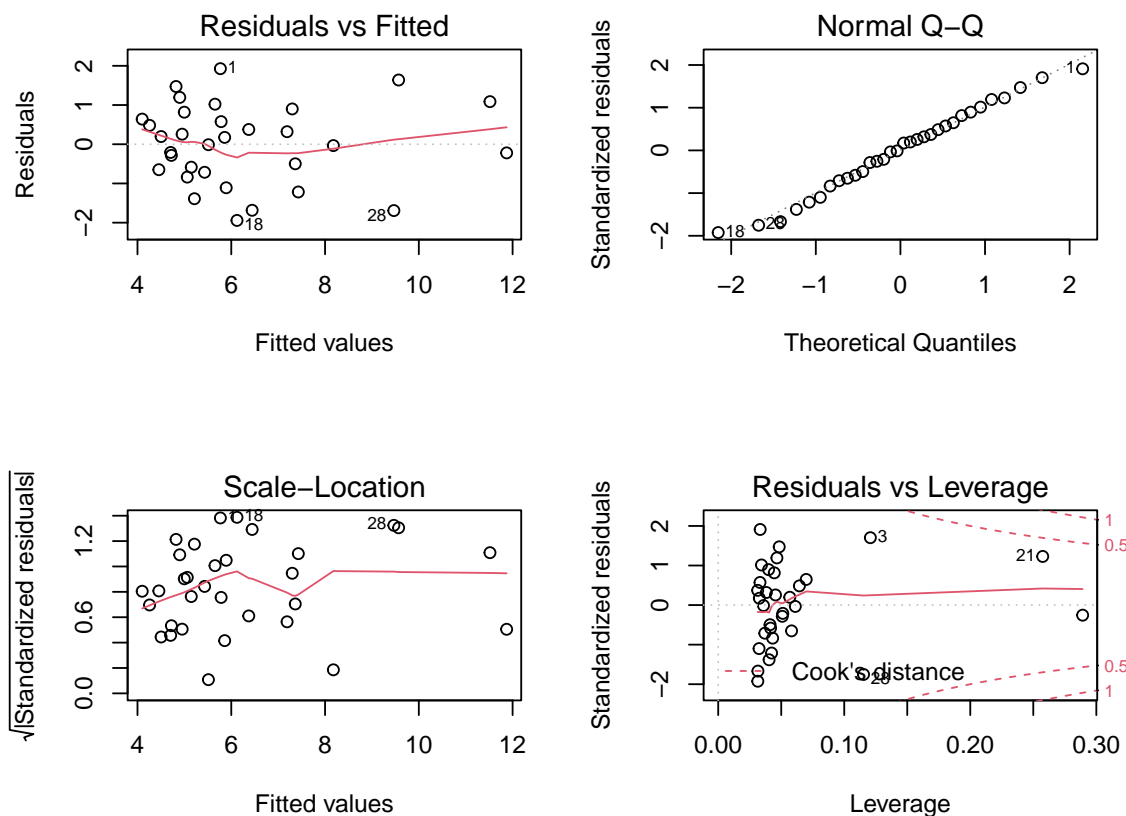 Residuals vs Fitted
Residuals
−2 0 1 2
1
18
28
4 6 8 10 12
Fitted values
Normal Q−Q
Standardized residuals
−2 −1 0 1 2
1
18
28
−2 −1 0 1 2
Theoretical Quantiles
Scale−Location
√|Standardized residuals|
0.0 0.6 1.2
1
18
28
4 6 8 10 12
Fitted values
Residuals vs Leverage
Standardized residuals
−2 −1 0 1 2
3
21
28
Cook's distance
1
0.5
0.5
1
0.00 0.10 0.20 0.30
Leverage